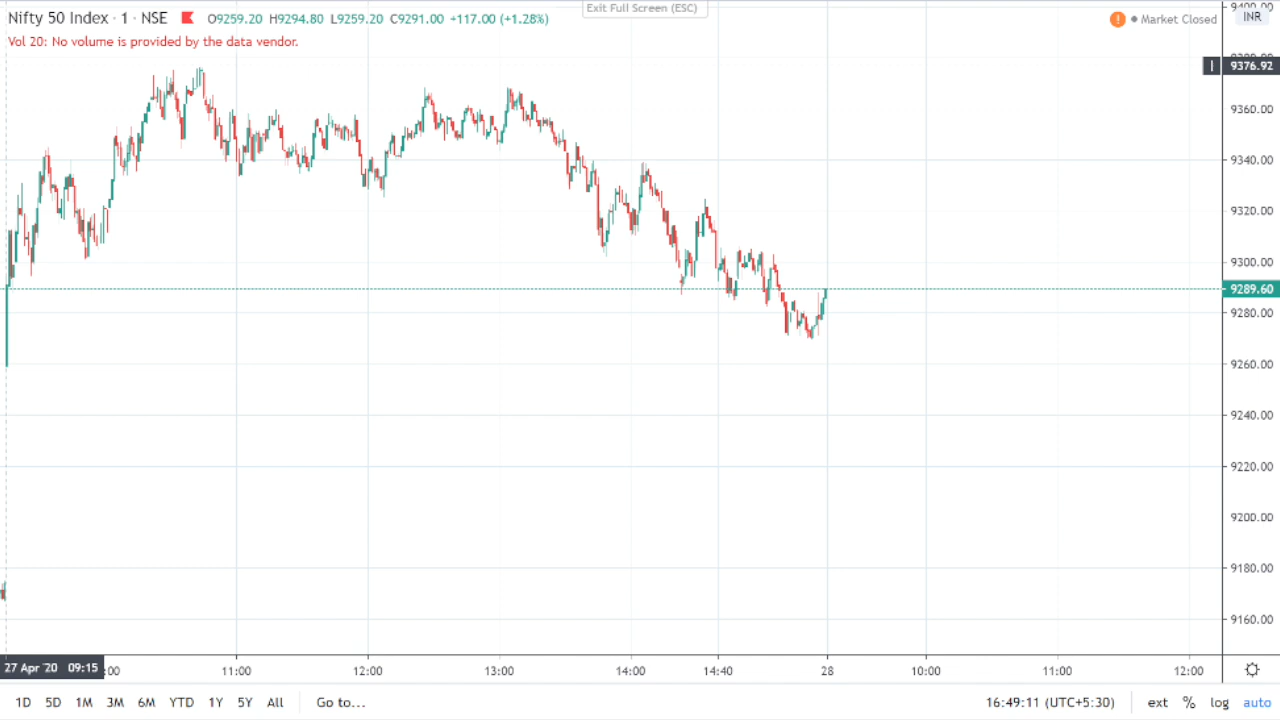 Exit Full Screen (ESC)
Nifty 50 Index · 1 · NSE O9259.20 H9294.80 L9259.20 C9291.00 +117.00 (+1.28%)
Market Closed
INR
Vol 20: No volume is provided by the data vendor.
9400.00
9376.92
9360.00
9340.00
9320.00
9300.00
9289.60
9280.00
9260.00
9240.00
9220.00
9200.00
9180.00
9160.00
27 Apr '20 09:15 11:00 12:00 13:00 14:00 14:40 28 10:00 11:00 12:00
1D 5D 1M 3M 6M YTD 1Y 5Y All Go to... 16:49:11 (UTC+5:30) ext % log auto